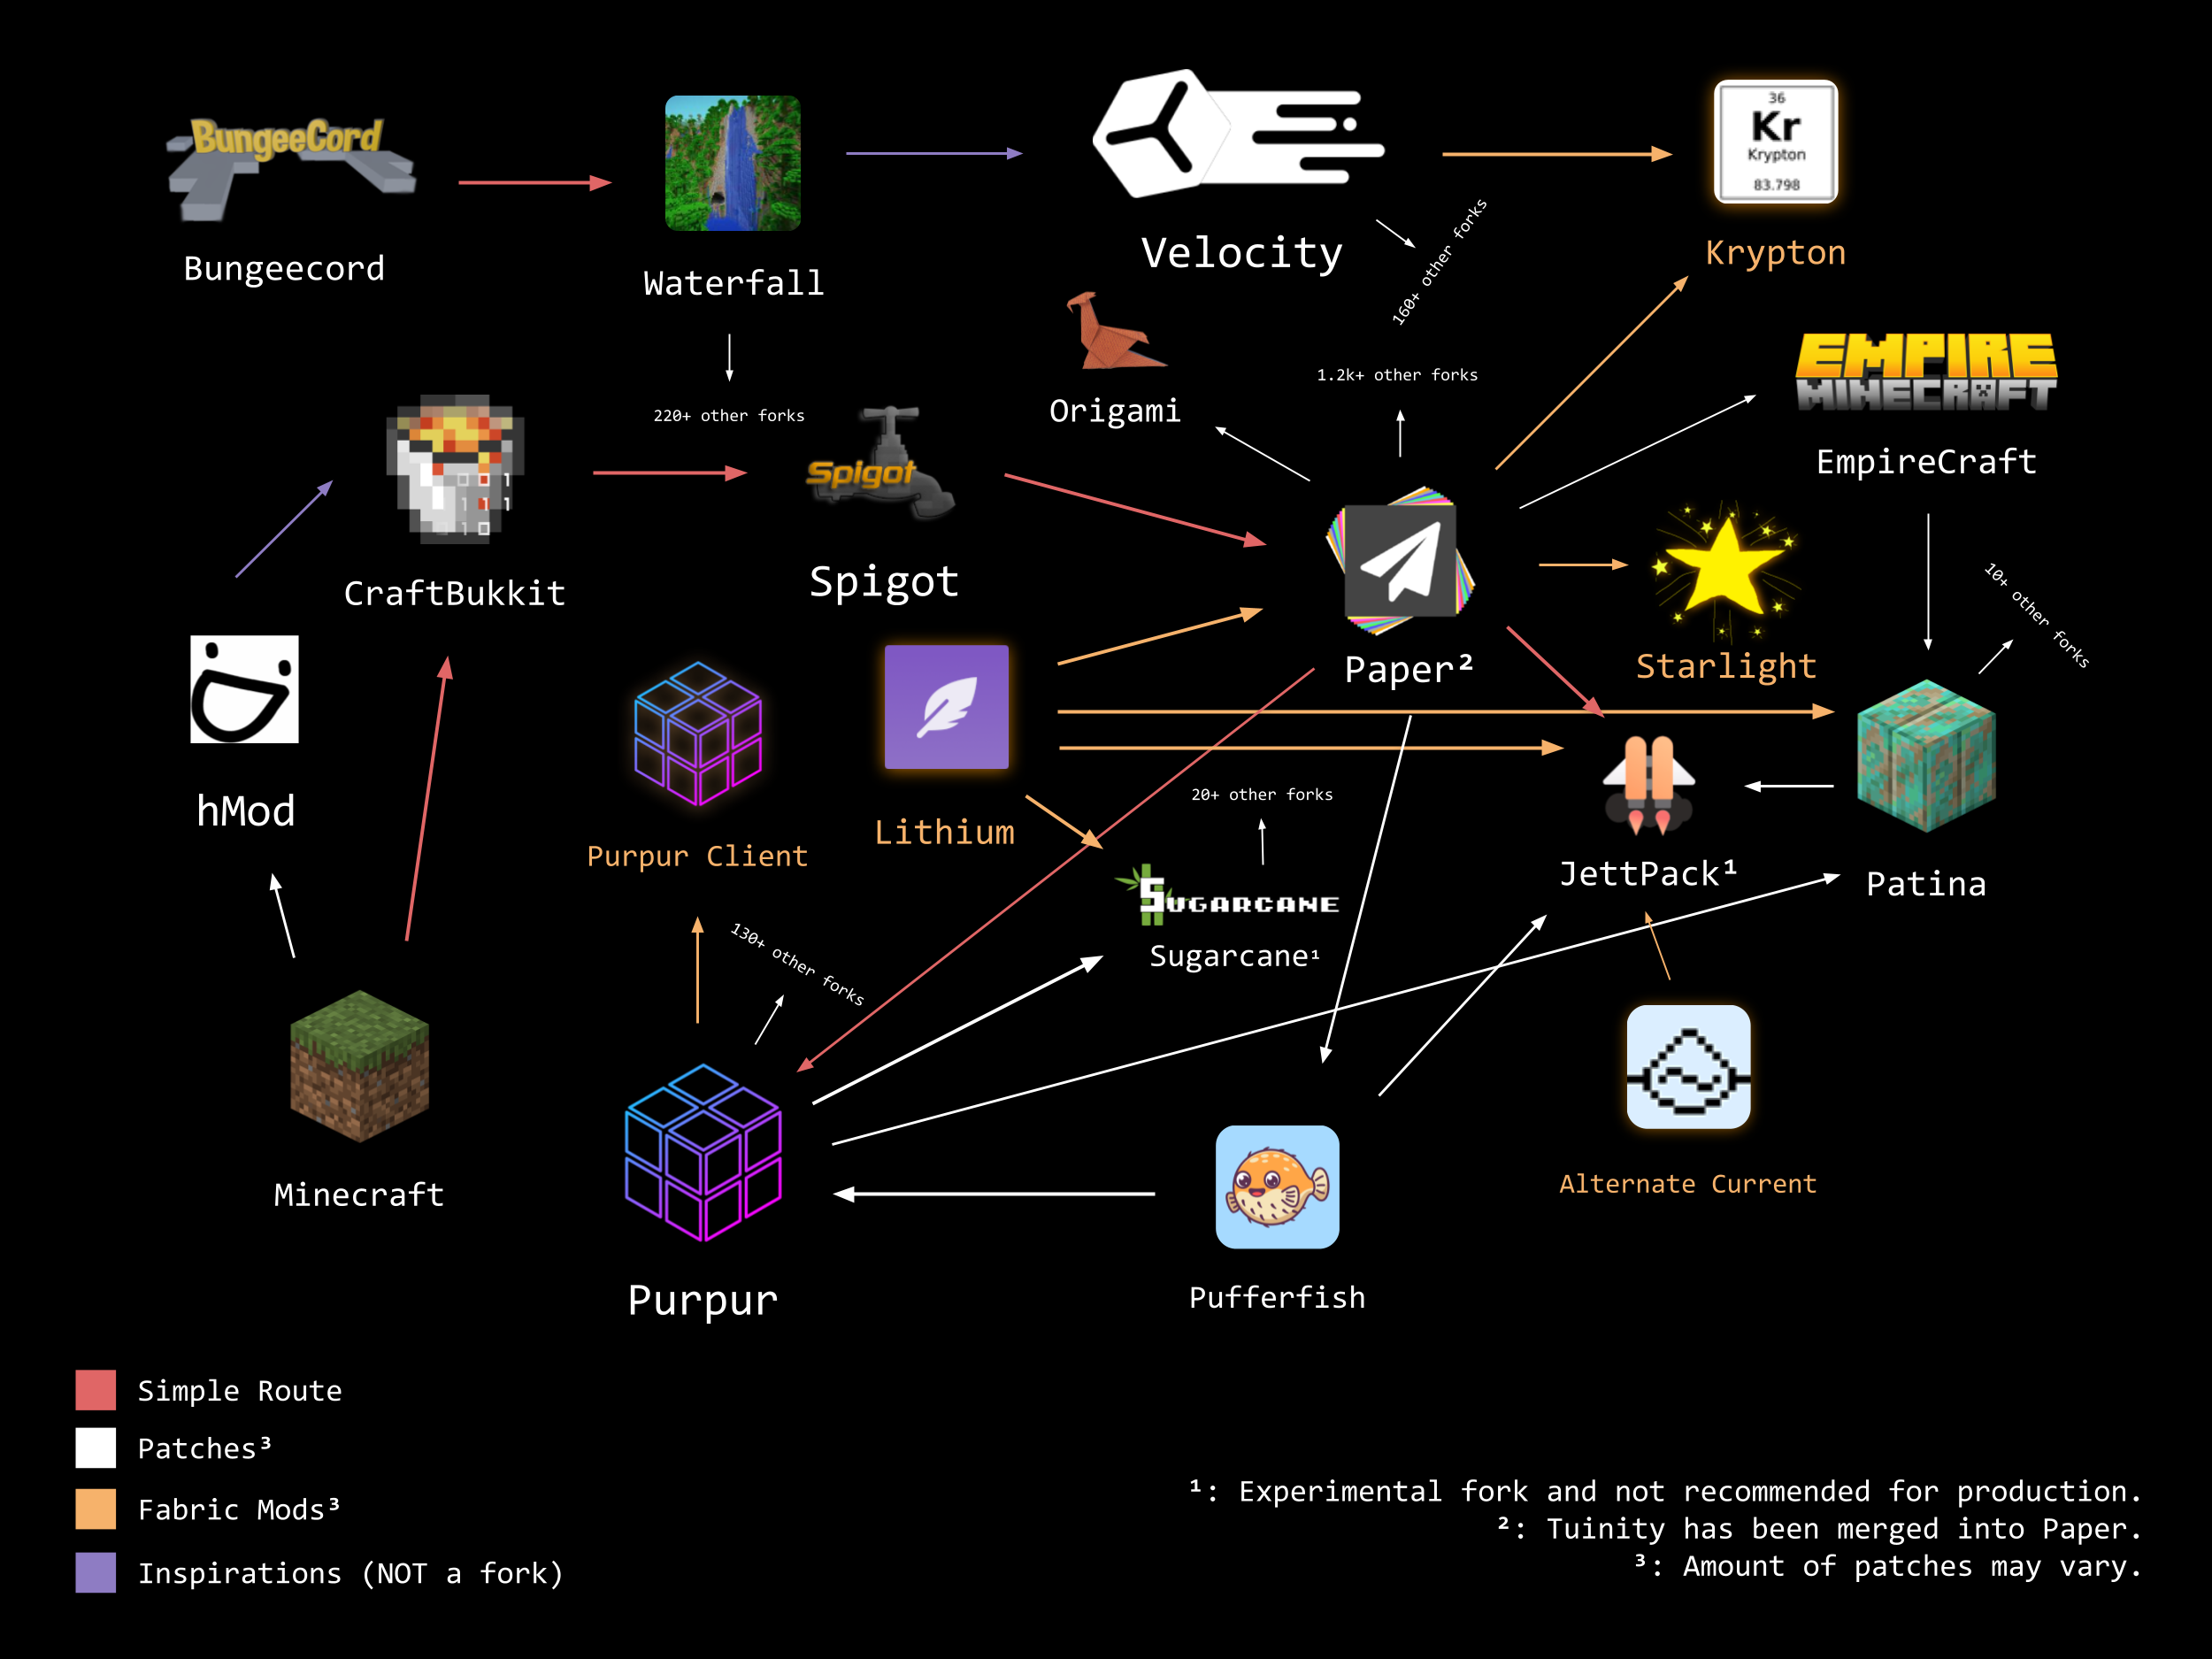 BungeeCord
Bungeecord
Waterfall
Velocity
36
Kr
Krypton
83.798
Krypton
160+ other forks
220+ other forks
Origami
1.2k+ other forks
EMPIRE
MINECRAFT
EmpireCraft
CraftBukkit
Spigot
Spigot
Paper²
Starlight
10+ other forks
hMod
Purpur Client
Lithium
20+ other forks
SUGARCANE
Sugarcane¹
JettPack¹
Patina
130+ other forks
Minecraft
Alternate Current
Purpur
Pufferfish
Simple Route
Patches³
Fabric Mods³
Inspirations (NOT a fork)
¹: Experimental fork and not recommended for production.
²: Tuinity has been merged into Paper.
³: Amount of patches may vary.